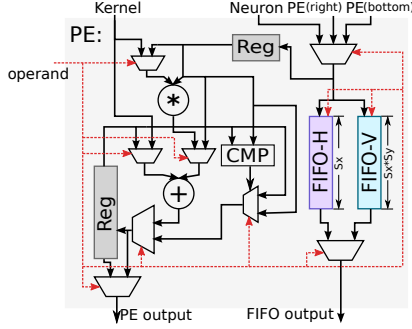 Kernel
Neuron PE(right) PE(bottom)
PE:
Reg
operand
*
FIFO-H
Sx
FIFO-V
Sx*Sy
CMP
+
Reg
PE output
FIFO output